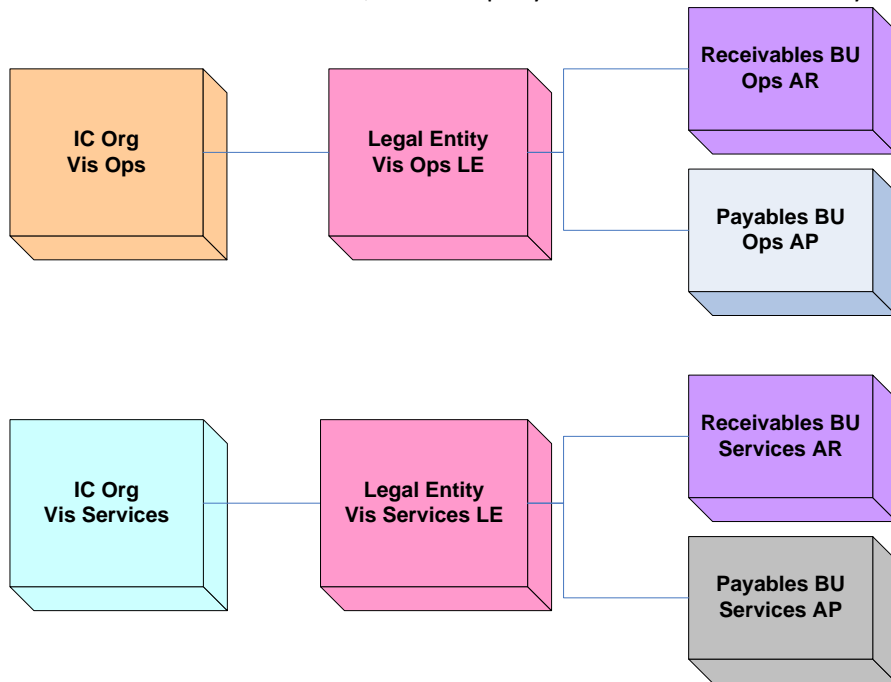 IC Org
Vis Ops
Legal Entity
Vis Ops LE
Receivables BU
Ops AR
Payables BU
Ops AP
IC Org
Vis Services
Legal Entity
Vis Services LE
Receivables BU
Services AR
Payables BU
Services AP